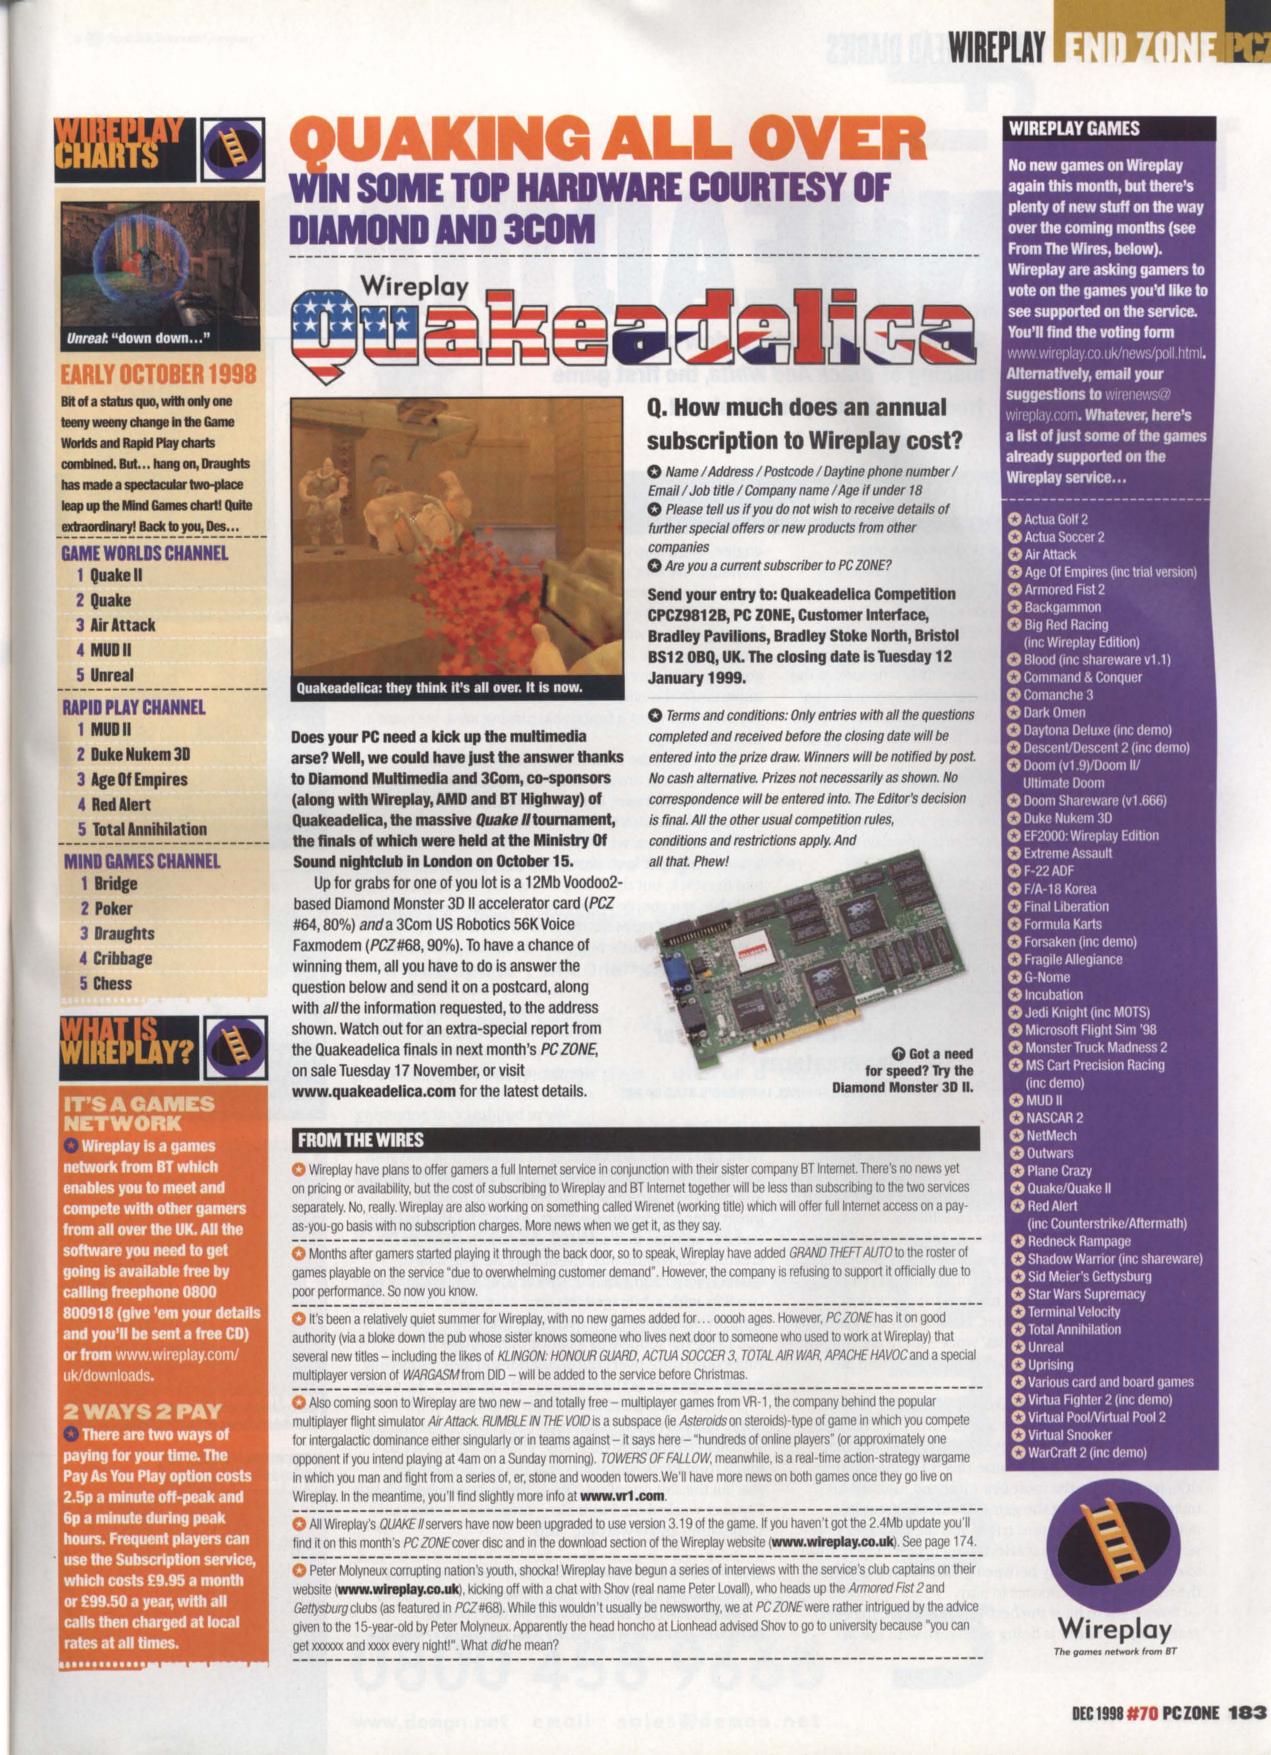 WIREPLAY END ZONE PCZ
WIREPLAY
CHARTS
Unreal: "down down..."
EARLY OCTOBER 1998
Bit of a status quo, with only one
teeny weeny change in the Game
Worlds and Rapid Play charts
combined. But... hang on, Draughts
has made a spectacular two-place
leap up the Mind Games chart! Quite
extraordinary! Back to you, Des...
GAME WORLDS CHANNEL
1 Quake II
2 Quake
3 Air Attack
4 MUD II
5 Unreal
RAPID PLAY CHANNEL
1 MUD II
2 Duke Nukem 3D
3 Age Of Empires
4 Red Alert
5 Total Annihilation
MIND GAMES CHANNEL
1 Bridge
2 Poker
3 Draughts
4 Cribbage
5 Chess
WHAT IS
WIREPLAY?
IT'S A GAMES
NETWORK
Wireplay is a games
network from BT which
enables you to meet and
compete with other gamers
from all over the UK. All the
software you need to get
going is available free by
calling freephone 0800
800918 (give 'em your details
and you'll be sent a free CD)
or from www.wireplay.com/
uk/downloads.
2 WAYS 2 PAY
There are two ways of
paying for your time. The
Pay As You Play option costs
2.5p a minute off-peak and
6p a minute during peak
hours. Frequent players can
use the Subscription service,
which costs £9.95 a month
or £99.50 a year, with all
calls then charged at local
rates at all times.
QUAKING ALL OVER
WIN SOME TOP HARDWARE COURTESY OF
DIAMOND AND 3COM
Wireplay
Quakeadelica
Quakeadelica: they think it's all over. It is now.
Does your PC need a kick up the multimedia
arse? Well, we could have just the answer thanks
to Diamond Multimedia and 3Com, co-sponsors
(along with Wireplay, AMD and BT Highway) of
Quakeadelica, the massive Quake II tournament,
the finals of which were held at the Ministry Of
Sound nightclub in London on October 15.
Up for grabs for one of you lot is a 12Mb Voodoo2-
based Diamond Monster 3D II accelerator card (PCZ
#64, 80%) and a 3Com US Robotics 56K Voice
Faxmodem (PCZ #68, 90%). To have a chance of
winning them, all you have to do is answer the
question below and send it on a postcard, along
with all the information requested, to the address
shown. Watch out for an extra-special report from
the Quakeadelica finals in next month's PC ZONE,
on sale Tuesday 17 November, or visit
www.quakeadelica.com for the latest details.
Q. How much does an annual
subscription to Wireplay cost?
Name / Address / Postcode / Daytine phone number /
Email / Job title / Company name / Age if under 18
Please tell us if you do not wish to receive details of
further special offers or new products from other
companies
Are you a current subscriber to PC ZONE?
Send your entry to: Quakeadelica Competition
CPCZ9812B, PC ZONE, Customer Interface,
Bradley Pavilions, Bradley Stoke North, Bristol
BS12 0BQ, UK. The closing date is Tuesday 12
January 1999.
Terms and conditions: Only entries with all the questions
completed and received before the closing date will be
entered into the prize draw. Winners will be notified by post.
No cash alternative. Prizes not necessarily as shown. No
correspondence will be entered into. The Editor's decision
is final. All the other usual competition rules,
conditions and restrictions apply. And
all that. Phew!
Got a need
for speed? Try the
Diamond Monster 3D II.
FROM THE WIRES
Wireplay have plans to offer gamers a full Internet service in conjunction with their sister company BT Internet. There's no news yet
on pricing or availability, but the cost of subscribing to Wireplay and BT Internet together will be less than subscribing to the two services
separately. No, really. Wireplay are also working on something called Wirenet (working title) which will offer full Internet access on a pay-
as-you-go basis with no subscription charges. More news when we get it, as they say.
Months after gamers started playing it through the back door, so to speak, Wireplay have added GRAND THEFT AUTO to the roster of
games playable on the service "due to overwhelming customer demand". However, the company is refusing to support it officially due to
poor performance. So now you know.
It's been a relatively quiet summer for Wireplay, with no new games added for... ooooh ages. However, PC ZONE has it on good
authority (via a bloke down the pub whose sister knows someone who lives next door to someone who used to work at Wireplay) that
several new titles – including the likes of KLINGON: HONOUR GUARD, ACTUA SOCCER 3, TOTAL AIR WAR, APACHE HAVOC and a special
multiplayer version of WARGASM from DID – will be added to the service before Christmas.
Also coming soon to Wireplay are two new – and totally free – multiplayer games from VR-1, the company behind the popular
multiplayer flight simulator Air Attack. RUMBLE IN THE VOID is a subspace (ie Asteroids on steroids)-type of game in which you compete
for intergalactic dominance either singularly or in teams against – it says here – "hundreds of online players" (or approximately one
opponent if you intend playing at 4am on a Sunday morning). TOWERS OF FALLOW, meanwhile, is a real-time action-strategy wargame
in which you man and fight from a series of, er, stone and wooden towers.We'll have more news on both games once they go live on
Wireplay. In the meantime, you'll find slightly more info at www.vr1.com.
All Wireplay's QUAKE II servers have now been upgraded to use version 3.19 of the game. If you haven't got the 2.4Mb update you'll
find it on this month's PC ZONE cover disc and in the download section of the Wireplay website (www.wireplay.co.uk). See page 174.
Peter Molyneux corrupting nation's youth, shocka! Wireplay have begun a series of interviews with the service's club captains on their
website (www.wireplay.co.uk), kicking off with a chat with Shov (real name Peter Lovall), who heads up the Armored Fist 2 and
Gettysburg clubs (as featured in PCZ #68). While this wouldn't usually be newsworthy, we at PC ZONE were rather intrigued by the advice
given to the 15-year-old by Peter Molyneux. Apparently the head honcho at Lionhead advised Shov to go to university because "you can
get xxxxxx and xxxx every night!". What did he mean?
WIREPLAY GAMES
No new games on Wireplay
again this month, but there's
plenty of new stuff on the way
over the coming months (see
From The Wires, below).
Wireplay are asking gamers to
vote on the games you'd like to
see supported on the service.
You'll find the voting form
www.wireplay.co.uk/news/poll.html.
Alternatively, email your
suggestions to wirenews@
wireplay.com. Whatever, here's
a list of just some of the games
already supported on the
Wireplay service...
Actua Golf 2
Actua Soccer 2
Air Attack
Age Of Empires (inc trial version)
Armored Fist 2
Backgammon
Big Red Racing
(inc Wireplay Edition)
Blood (inc shareware v1.1)
Command & Conquer
Comanche 3
Dark Omen
Daytona Deluxe (inc demo)
Descent/Descent 2 (inc demo)
Doom (v1.9)/Doom II/
Ultimate Doom
Doom Shareware (v1.666)
Duke Nukem 3D
EF2000: Wireplay Edition
Extreme Assault
F-22 ADF
F/A-18 Korea
Final Liberation
Formula Karts
Forsaken (inc demo)
Fragile Allegiance
G-Nome
Incubation
Jedi Knight (inc MOTS)
Microsoft Flight Sim '98
Monster Truck Madness 2
MS Cart Precision Racing
(inc demo)
MUD II
NASCAR 2
NetMech
Outwars
Plane Crazy
Quake/Quake II
Red Alert
(inc Counterstrike/Aftermath)
Redneck Rampage
Shadow Warrior (inc shareware)
Sid Meier's Gettysburg
Star Wars Supremacy
Terminal Velocity
Total Annihilation
Unreal
Uprising
Various card and board games
Virtua Fighter 2 (inc demo)
Virtual Pool/Virtual Pool 2
Virtual Snooker
WarCraft 2 (inc demo)
Wireplay
The games network from BT
DEC 1998 #70 PC ZONE 183